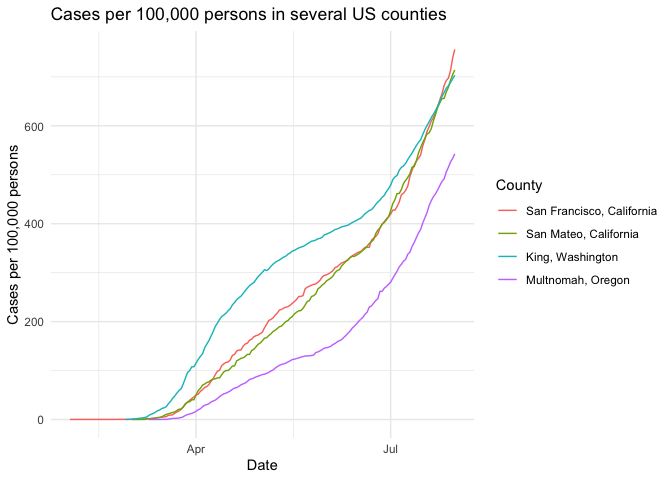 Cases per 100,000 persons in several US counties
Cases per 100,000 persons
600
400
200
0
Apr
Jul
Date
County
San Francisco, California
San Mateo, California
King, Washington
Multnomah, Oregon